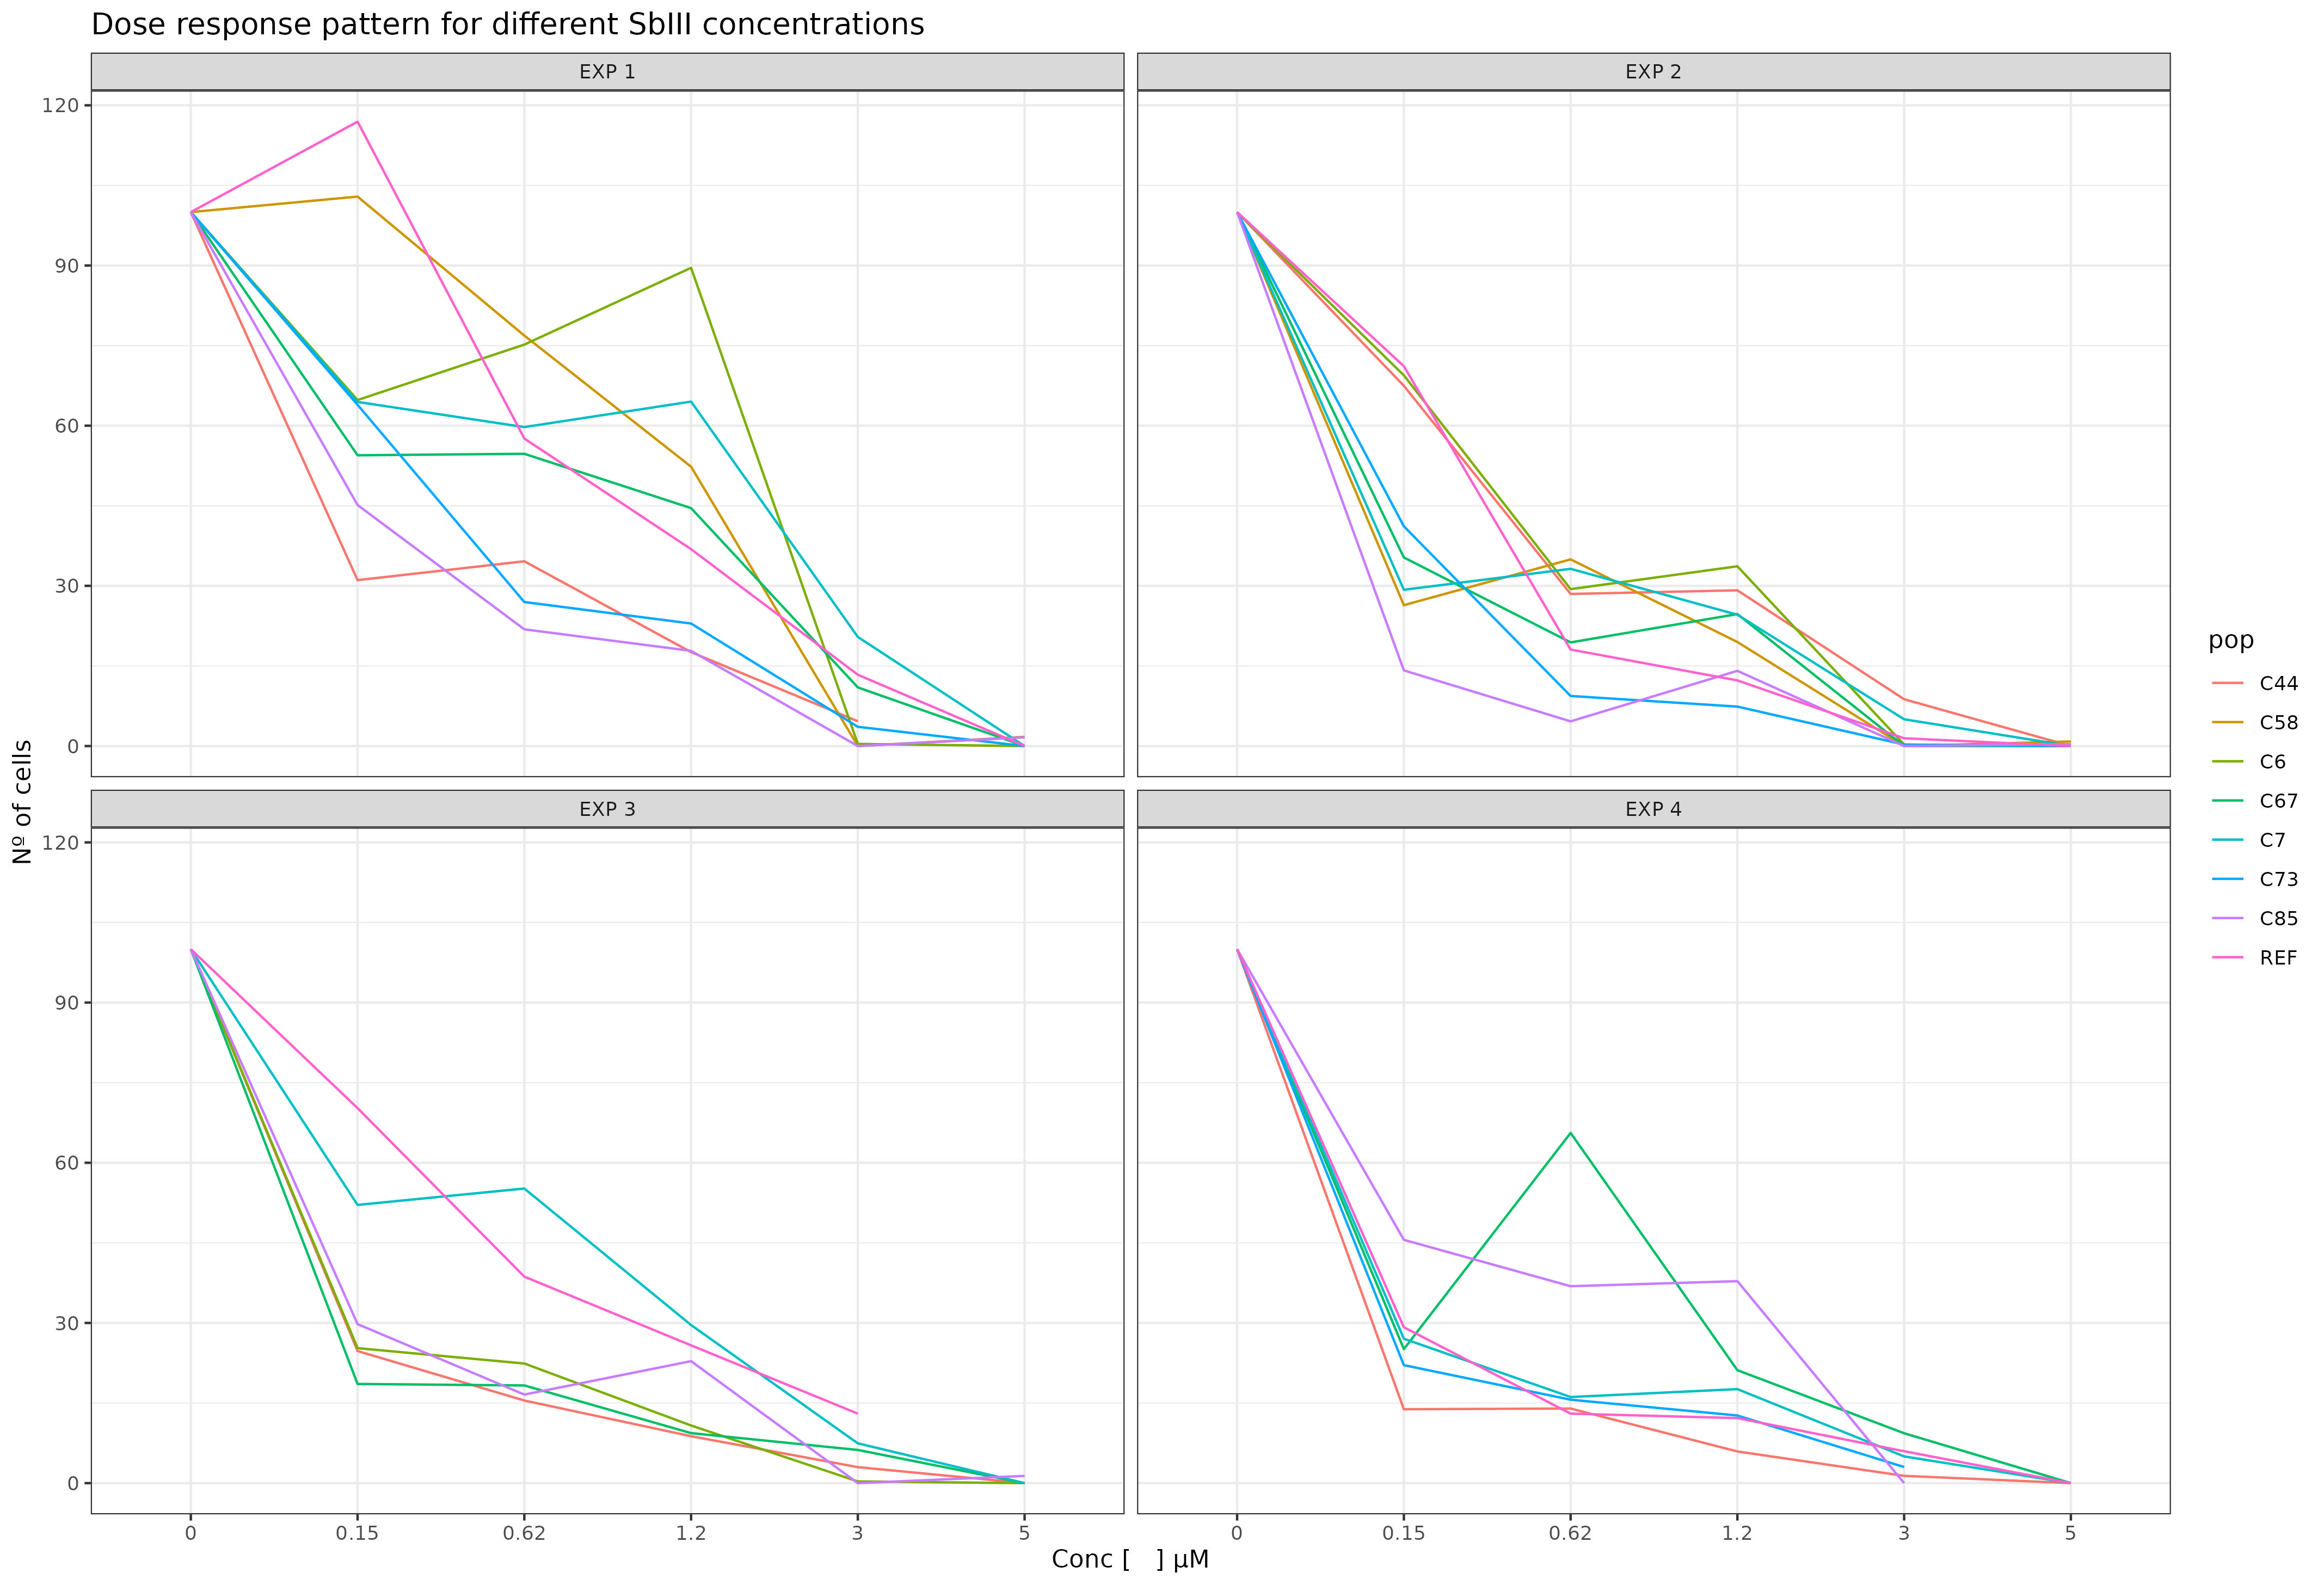 Dose response pattern for different SbIII concentrations
EXP 1
EXP 2
120
90
60
30
0
EXP 3
EXP 4
120
90
60
30
0
0 0.15 0.62 1.2 3 5
0 0.15 0.62 1.2 3 5
Conc [ ] µM
Nº of cells
pop
C44
C58
C6
C67
C7
C73
C85
REF